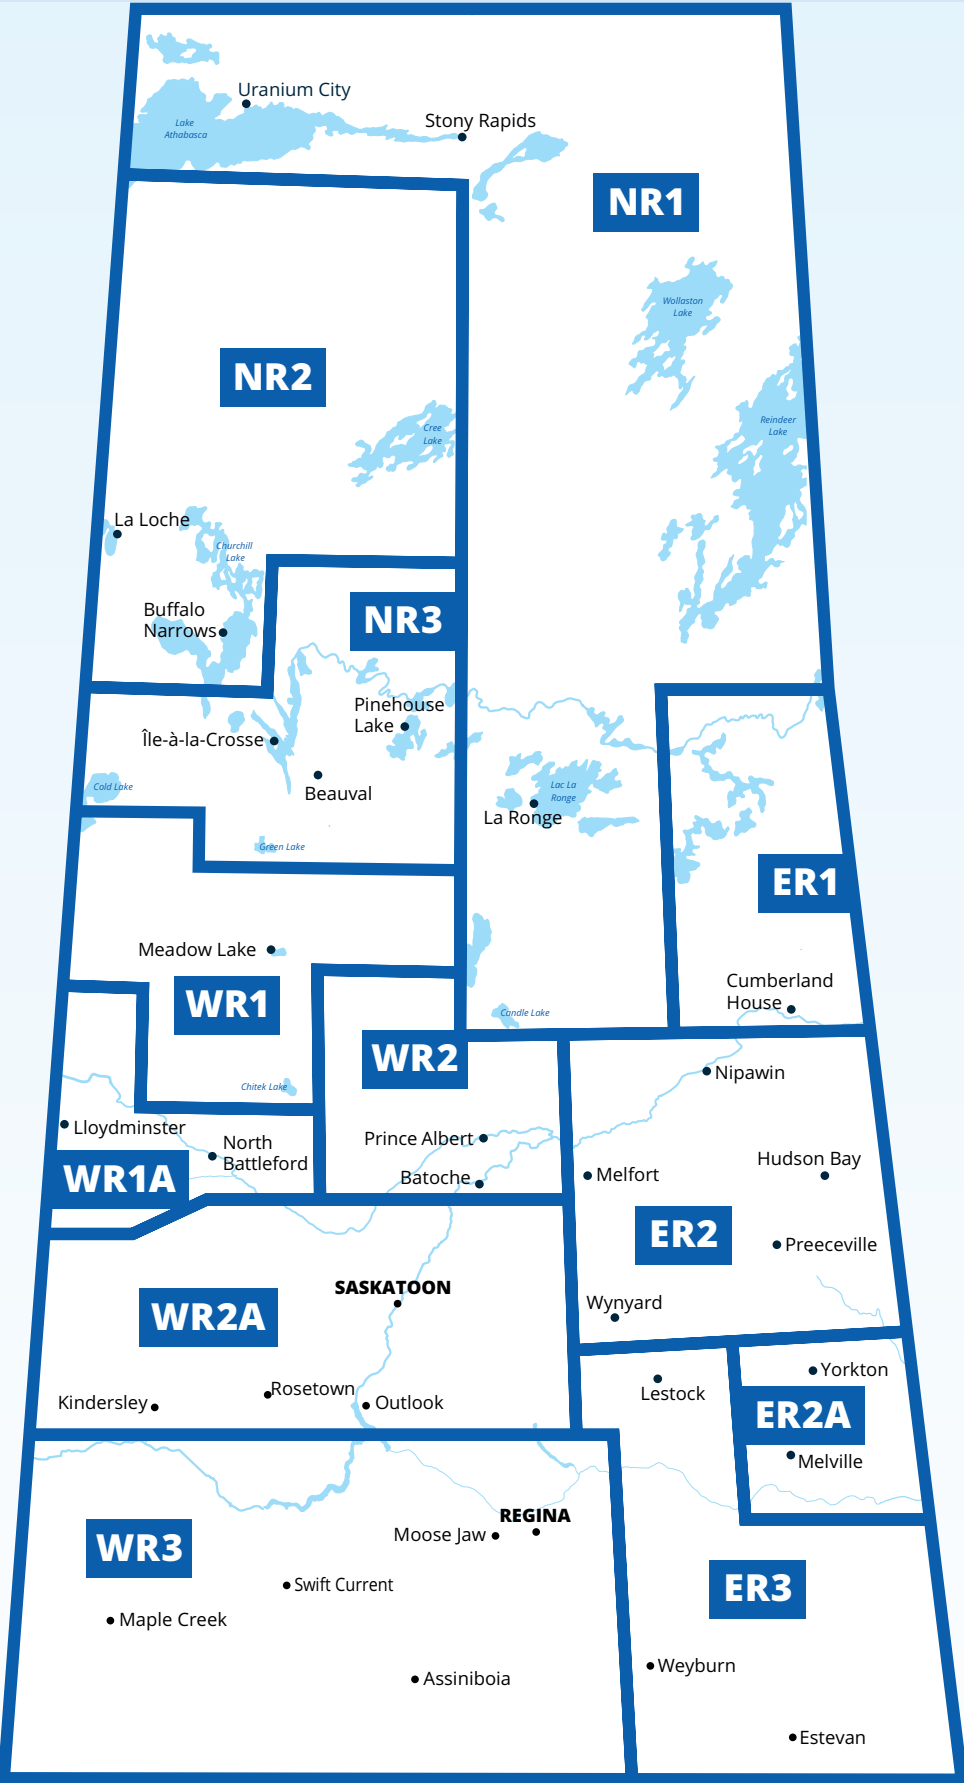 Uranium City
Stony Rapids
Lake
Athabasca
NR1
Wollaston
Lake
NR2
Reindeer
Lake
Cree
Lake
La Loche
Churchill
Lake
Buffalo
Narrows
NR3
Pinehouse
Lake
Île-à-la-Crosse
Cold Lake
Beauval
Lac La
Ronge
La Ronge
Green Lake
ER1
Meadow Lake
Cumberland
House
WR1
Candle Lake
WR2
Nipawin
Chitek Lake
Lloydminster
Prince Albert
North
Battleford
Hudson Bay
WR1A
Batoche
Melfort
ER2
Preeceville
SASKATOON
WR2A
Wynyard
Yorkton
Rosetown
Lestock
Kindersley
Outlook
ER2A
Melville
REGINA
Moose Jaw
WR3
Swift Current
ER3
Maple Creek
Weyburn
Assiniboia
Estevan